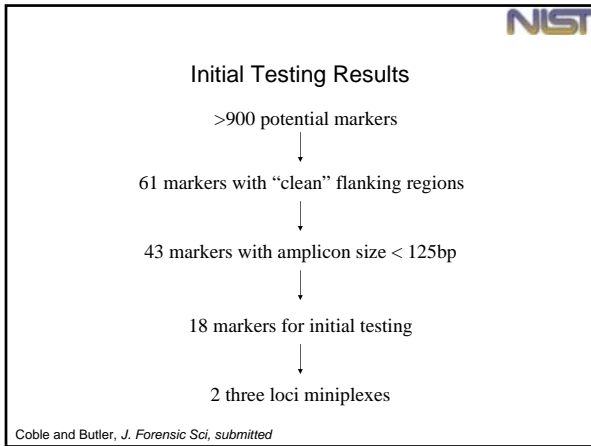 NIST
Initial Testing Results
>900 potential markers
61 markers with “clean” flanking regions
43 markers with amplicon size < 125bp
18 markers for initial testing
2 three loci miniplexes
Coble and Butler, J. Forensic Sci, submitted